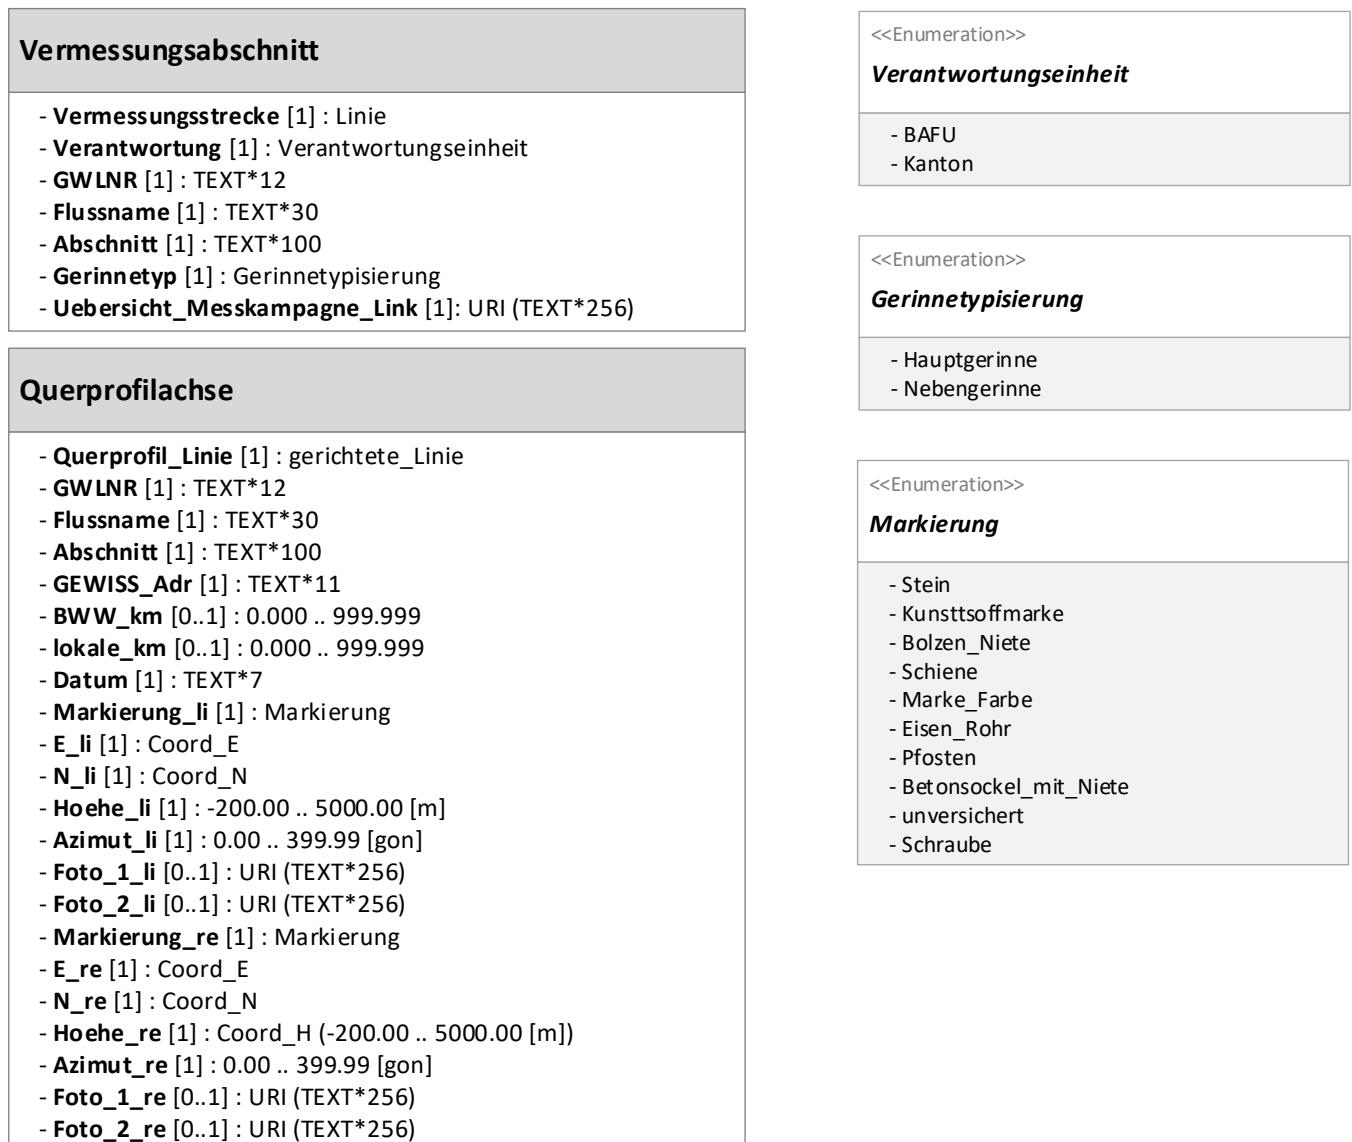 Vermessungsabschnitt
- Vermessungsstrecke [1] : Linie
- Verantwortung [1] : Verantwortungseinheit
- GWLNR [1] : TEXT*12
- Flussname [1] : TEXT*30
- Abschnitt [1] : TEXT*100
- Gerinnetyp [1] : Gerinnetypisierung
- Uebersicht_Messkampagne_Link [1]: URI (TEXT*256)
Querprofilachse
- Querprofil_Linie [1] : gerichtete_Linie
- GWLNR [1] : TEXT*12
- Flussname [1] : TEXT*30
- Abschnitt [1] : TEXT*100
- GEWISS_Adr [1] : TEXT*11
- BWW_km [0..1] : 0.000 .. 999.999
- lokale_km [0..1] : 0.000 .. 999.999
- Datum [1] : TEXT*7
- Markierung_li [1] : Markierung
- E_li [1] : Coord_E
- N_li [1] : Coord_N
- Hoehe_li [1] : -200.00 .. 5000.00 [m]
- Azimut_li [1] : 0.00 .. 399.99 [gon]
- Foto_1_li [0..1] : URI (TEXT*256)
- Foto_2_li [0..1] : URI (TEXT*256)
- Markierung_re [1] : Markierung
- E_re [1] : Coord_E
- N_re [1] : Coord_N
- Hoehe_re [1] : Coord_H (-200.00 .. 5000.00 [m])
- Azimut_re [1] : 0.00 .. 399.99 [gon]
- Foto_1_re [0..1] : URI (TEXT*256)
- Foto_2_re [0..1] : URI (TEXT*256)
<<Enumeration>>
Verantwortungseinheit
- BAFU
- Kanton
<<Enumeration>>
Gerinnetypisierung
- Hauptgerinne
- Nebengerinne
<<Enumeration>>
Markierung
- Stein
- Kunsttsoffmarke
- Bolzen_Niete
- Schiene
- Marke_Farbe
- Eisen_Rohr
- Pfosten
- Betonsockel_mit_Niete
- unversichert
- Schraube